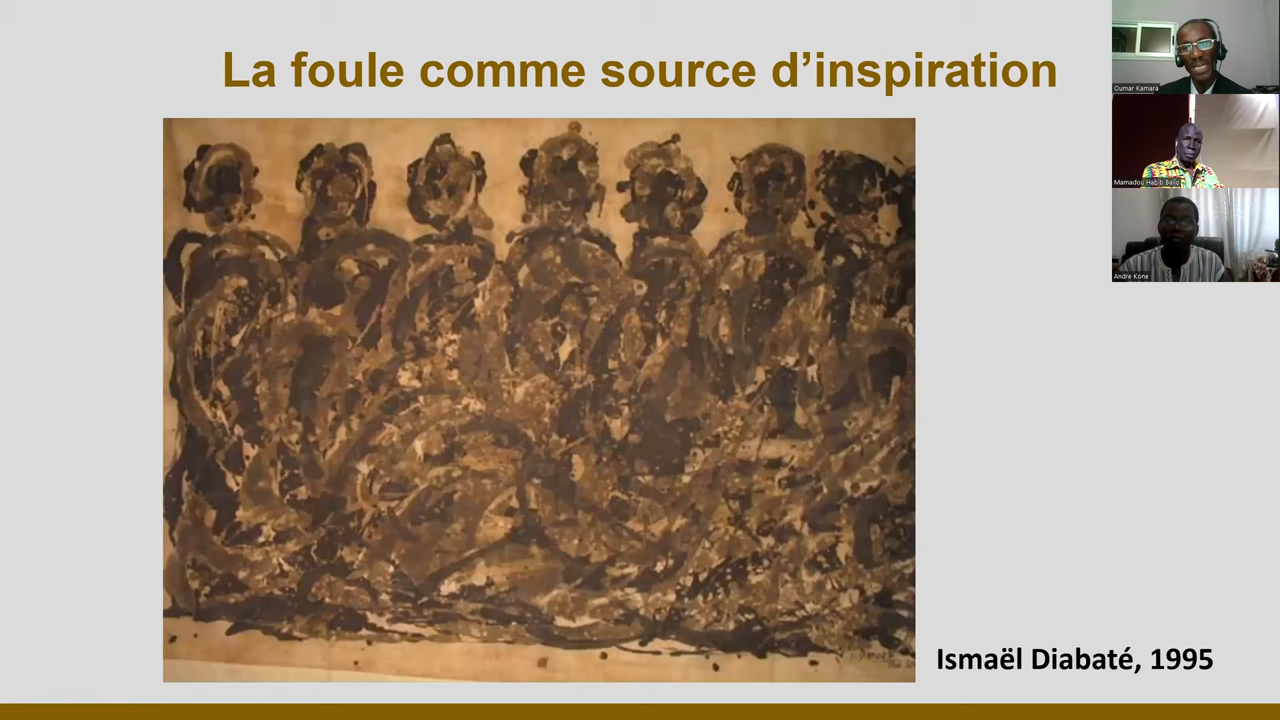 La foule comme source d’inspiration
Oumar Kamara
Mamadou Habib Ballo
Andre Kone
Ismaël Diabaté, 1995